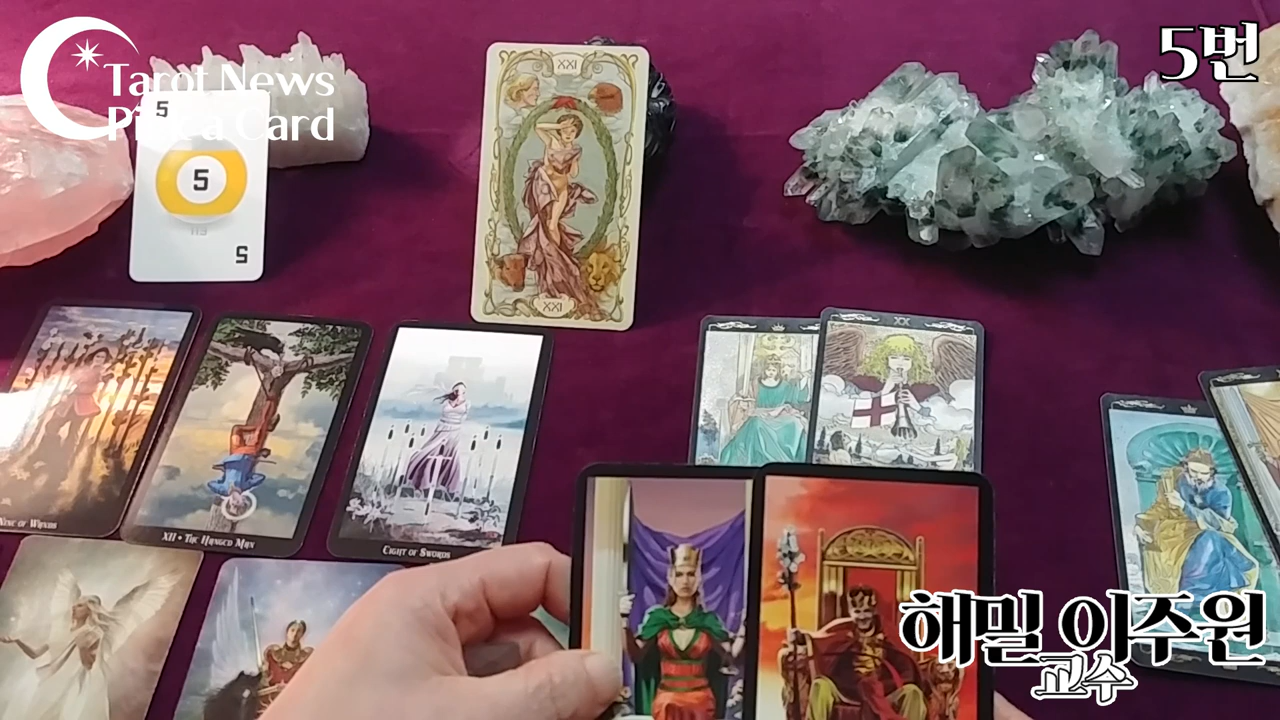 Tarot News
Pick a Card
5번
5
5
5
XXI
XXI
XX
NINE OF WANDS
XII • THE HANGED MAN
EIGHT OF SWORDS
해밀 이주원
교수